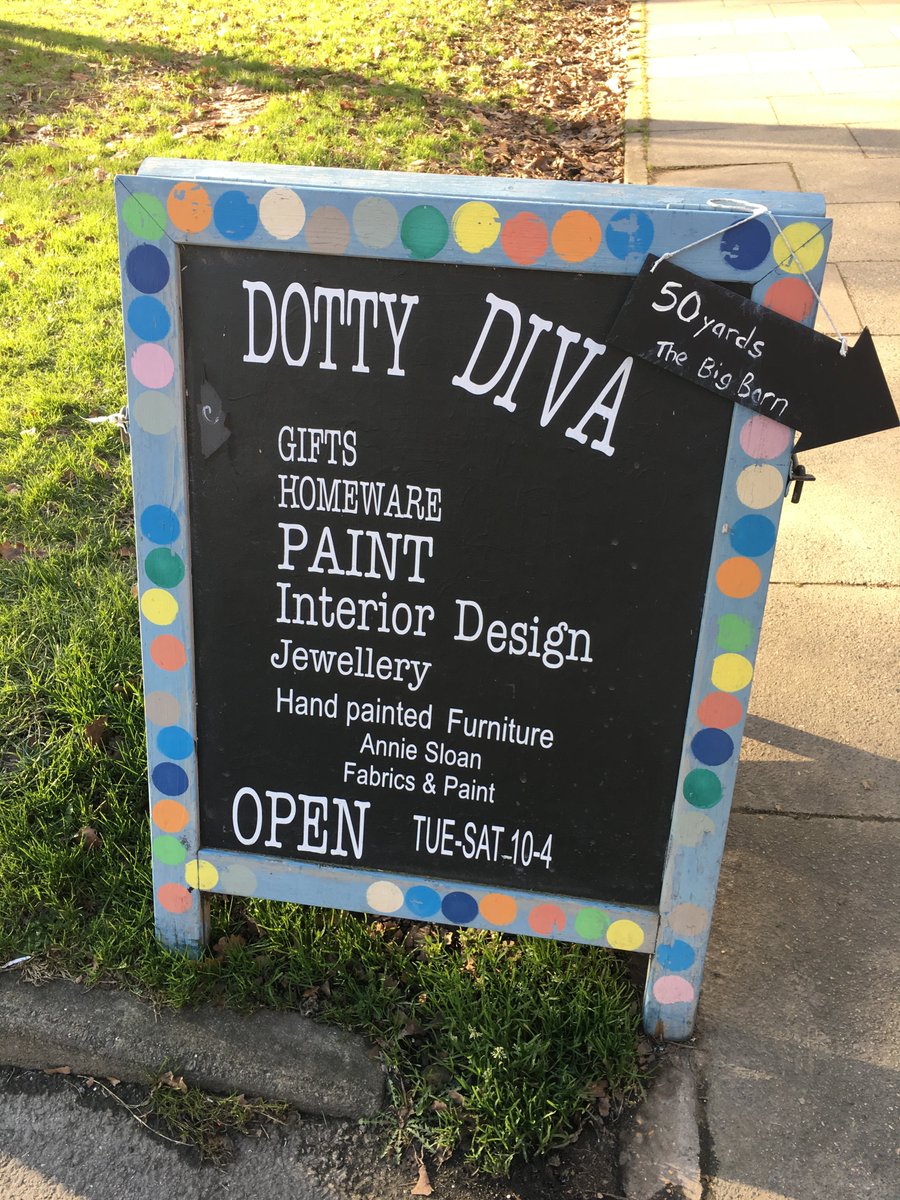 DOTTY DIVA
50 yards
The Big Barn
GIFTS
HOMEWARE
PAINT
Interior Design
Jewellery
Hand painted Furniture
Annie Sloan
Fabrics & Paint
OPEN TUE-SAT 10-4